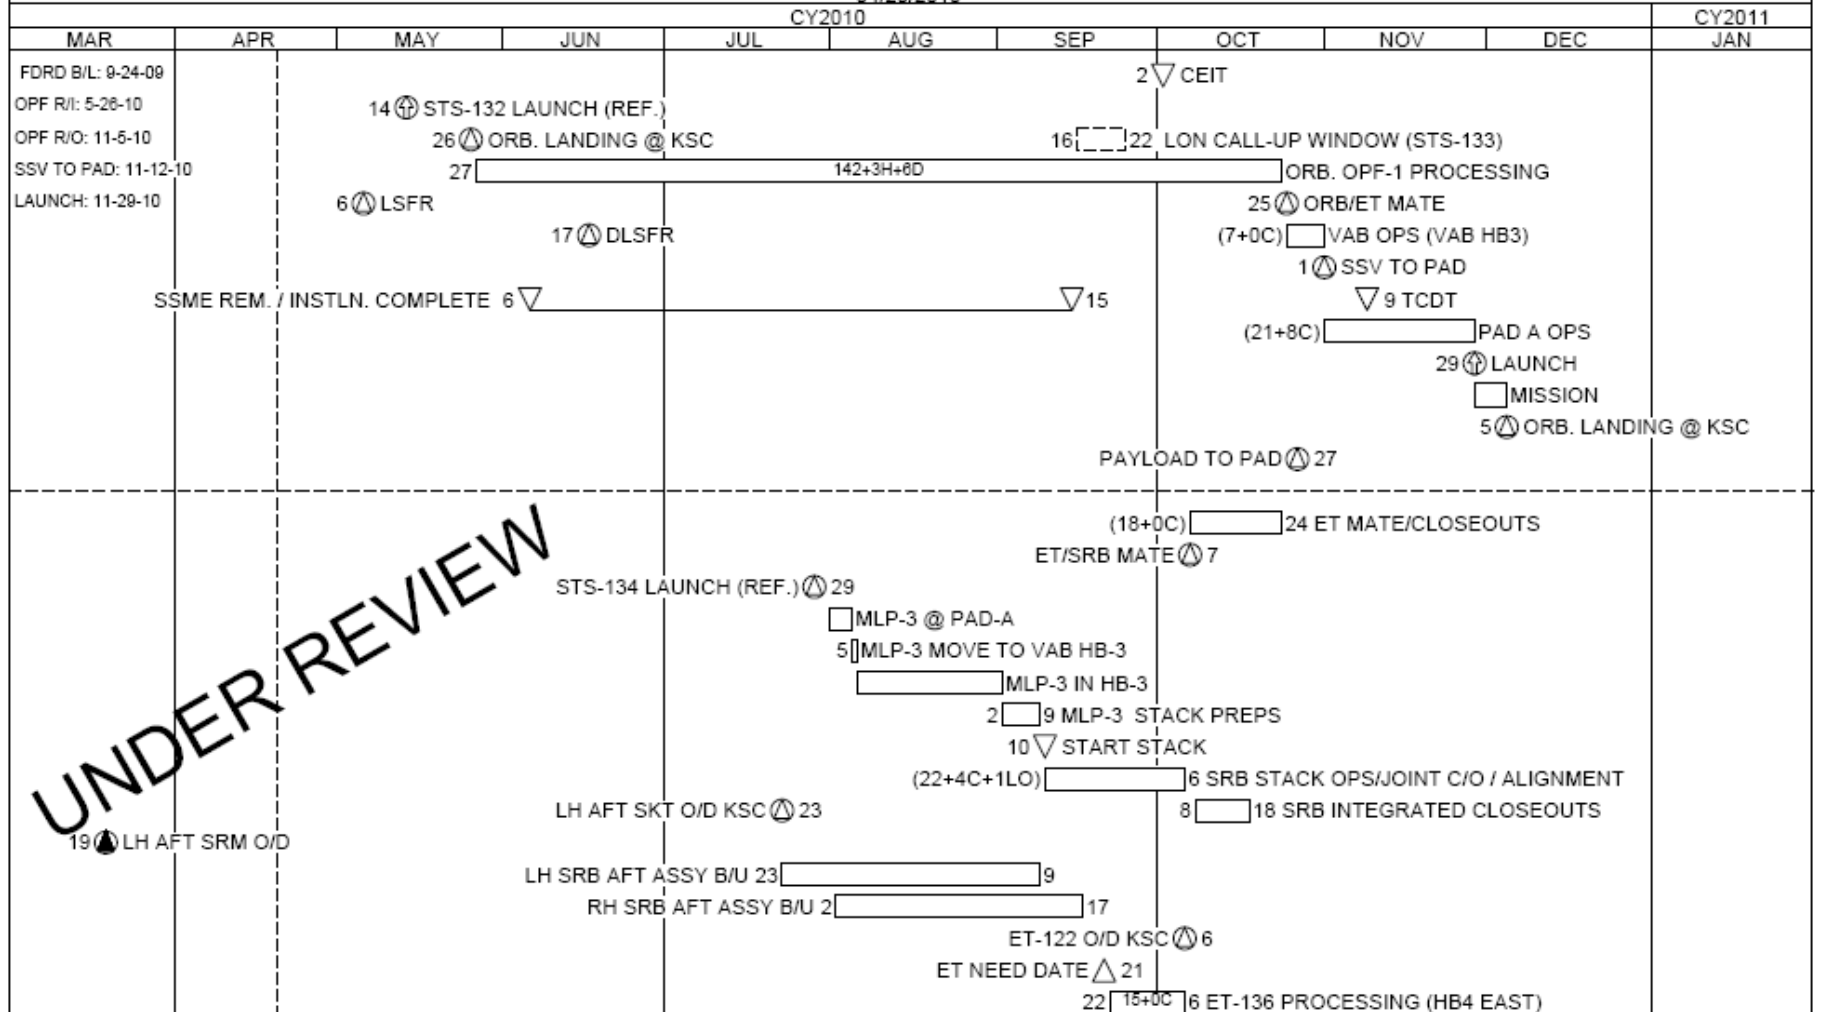 CY2010 CY2011
MAR APR MAY JUN JUL AUG SEP OCT NOV DEC JAN
FDRD B/L: 9-24-09 2 CEIT
OPF R/I: 5-26-10 14 STS-132 LAUNCH (REF.)
OPF R/O: 11-5-10 26 ORB. LANDING @ KSC 16 22 LON CALL-UP WINDOW (STS-133)
SSV TO PAD: 11-12-10 27 142+3H+6D ORB. OPF-1 PROCESSING
LAUNCH: 11-29-10 6 LSFR 25 ORB/ET MATE
17 DLSFR (7+0C) VAB OPS (VAB HB3)
1 SSV TO PAD
SSME REM. / INSTLN. COMPLETE 6 15 9 TCDT
(21+8C) PAD A OPS
29 LAUNCH
MISSION
5 ORB. LANDING @ KSC
PAYLOAD TO PAD 27
UNDER REVIEW
(18+0C) 24 ET MATE/CLOSEOUTS
ET/SRB MATE 7
STS-134 LAUNCH (REF.) 29
MLP-3 @ PAD-A
5 MLP-3 MOVE TO VAB HB-3
MLP-3 IN HB-3
2 9 MLP-3 STACK PREPS
10 START STACK
(22+4C+1LO) 6 SRB STACK OPS/JOINT C/O / ALIGNMENT
LH AFT SKT O/D KSC 23 8 18 SRB INTEGRATED CLOSEOUTS
19 LH AFT SRM O/D
LH SRB AFT ASSY B/U 23 9
RH SRB AFT ASSY B/U 2 17
ET-122 O/D KSC 6
ET NEED DATE 21
22 15+0C 6 ET-136 PROCESSING (HB4 EAST)